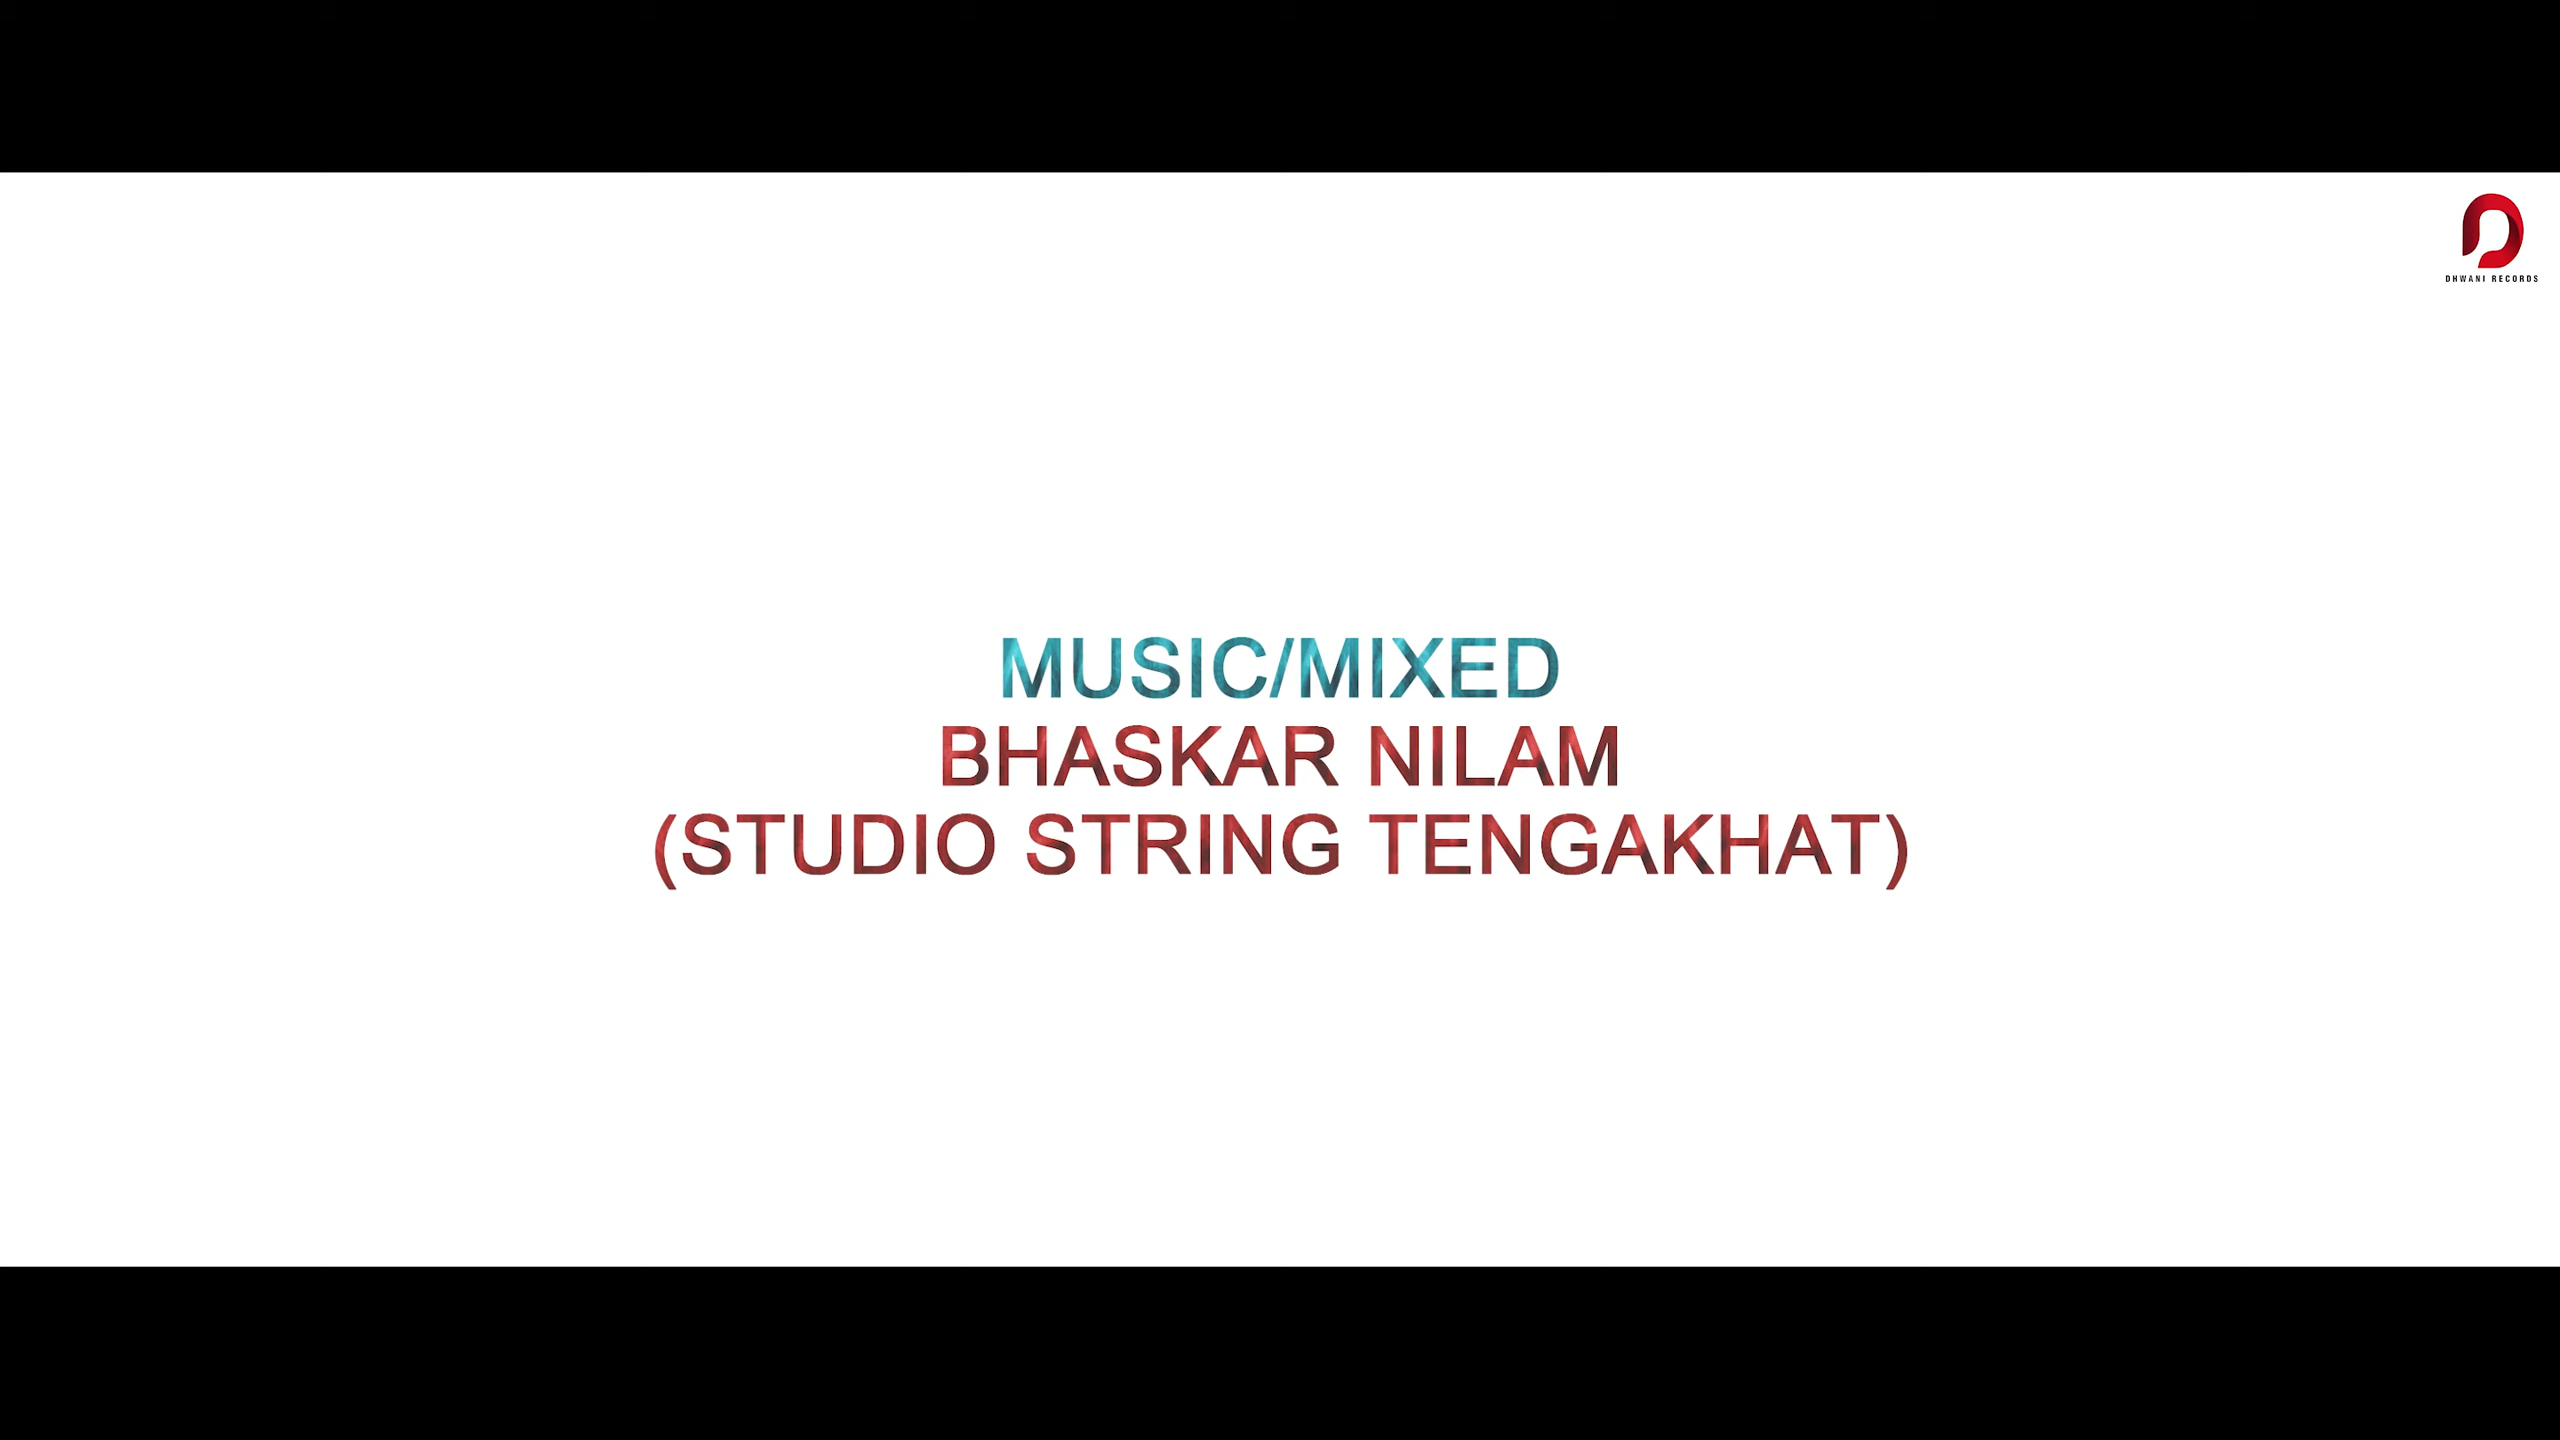 DHWANI RECORDS
MUSIC/MIXED
BHASKAR NILAM
(STUDIO STRING TENGAKHAT)